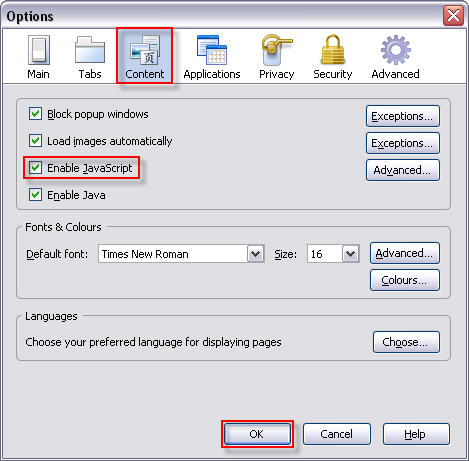 Options
Main Tabs Content Applications Privacy Security Advanced
Block popup windows Exceptions...
Load images automatically Exceptions...
Enable JavaScript Advanced...
Enable Java
Fonts & Colours
Default font: Times New Roman Size: 16 Advanced...
Colours...
Languages
Choose your preferred language for displaying pages Choose...
OK Cancel Help